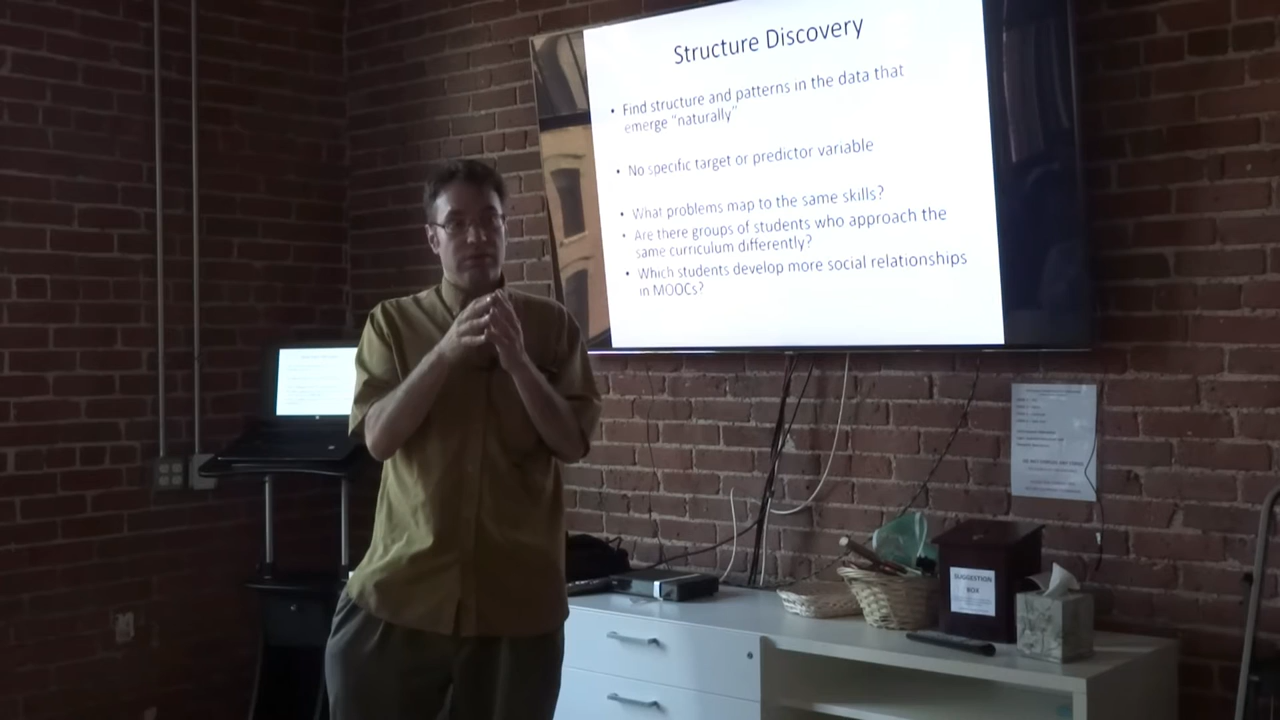 Structure Discovery
• Find structure and patterns in the data that
emerge "naturally"
• No specific target or predictor variable
• What problems map to the same skills?
• Are there groups of students who approach the
same curriculum differently?
• Which students develop more social relationships
in MOOCs?
SUGGESTION
BOX